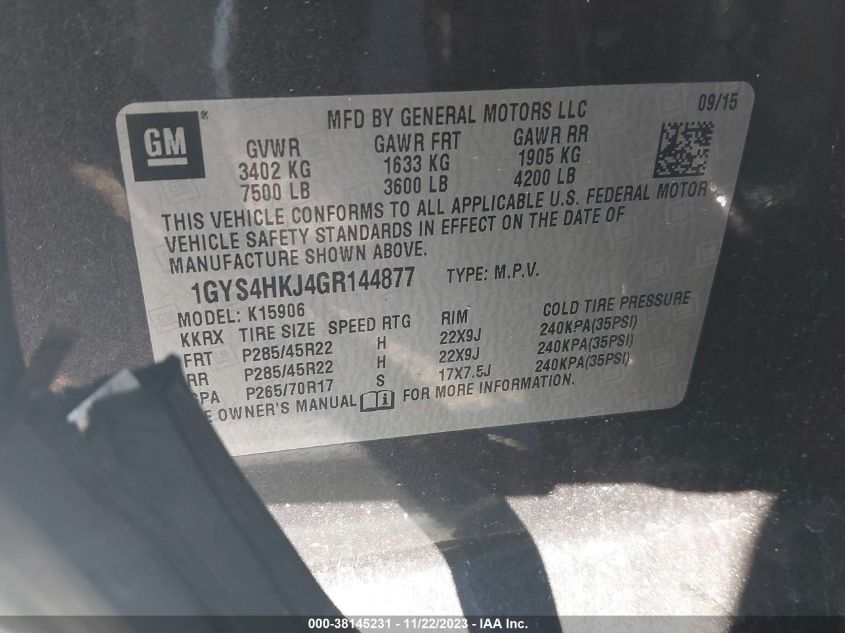 MFD BY GENERAL MOTORS LLC 09/15
GM ®
GVWR GAWR FRT GAWR RR
3402 KG 1633 KG 1905 KG
7500 LB 3600 LB 4200 LB
THIS VEHICLE CONFORMS TO ALL APPLICABLE U.S. FEDERAL MOTOR
VEHICLE SAFETY STANDARDS IN EFFECT ON THE DATE OF
MANUFACTURE SHOWN ABOVE.
1GYS4HKJ4GR144877 TYPE: M.P.V.
MODEL: K15906
KKRX TIRE SIZE SPEED RTG RIM COLD TIRE PRESSURE
FRT P285/45R22 H 22X9J 240KPA(35PSI)
RR P285/45R22 H 22X9J 240KPA(35PSI)
PA P265/70R17 S 17X7.5J 240KPA(35PSI)
E OWNER'S MANUAL FOR MORE INFORMATION.
000-38145231 - 11/22/2023 - IAA Inc.